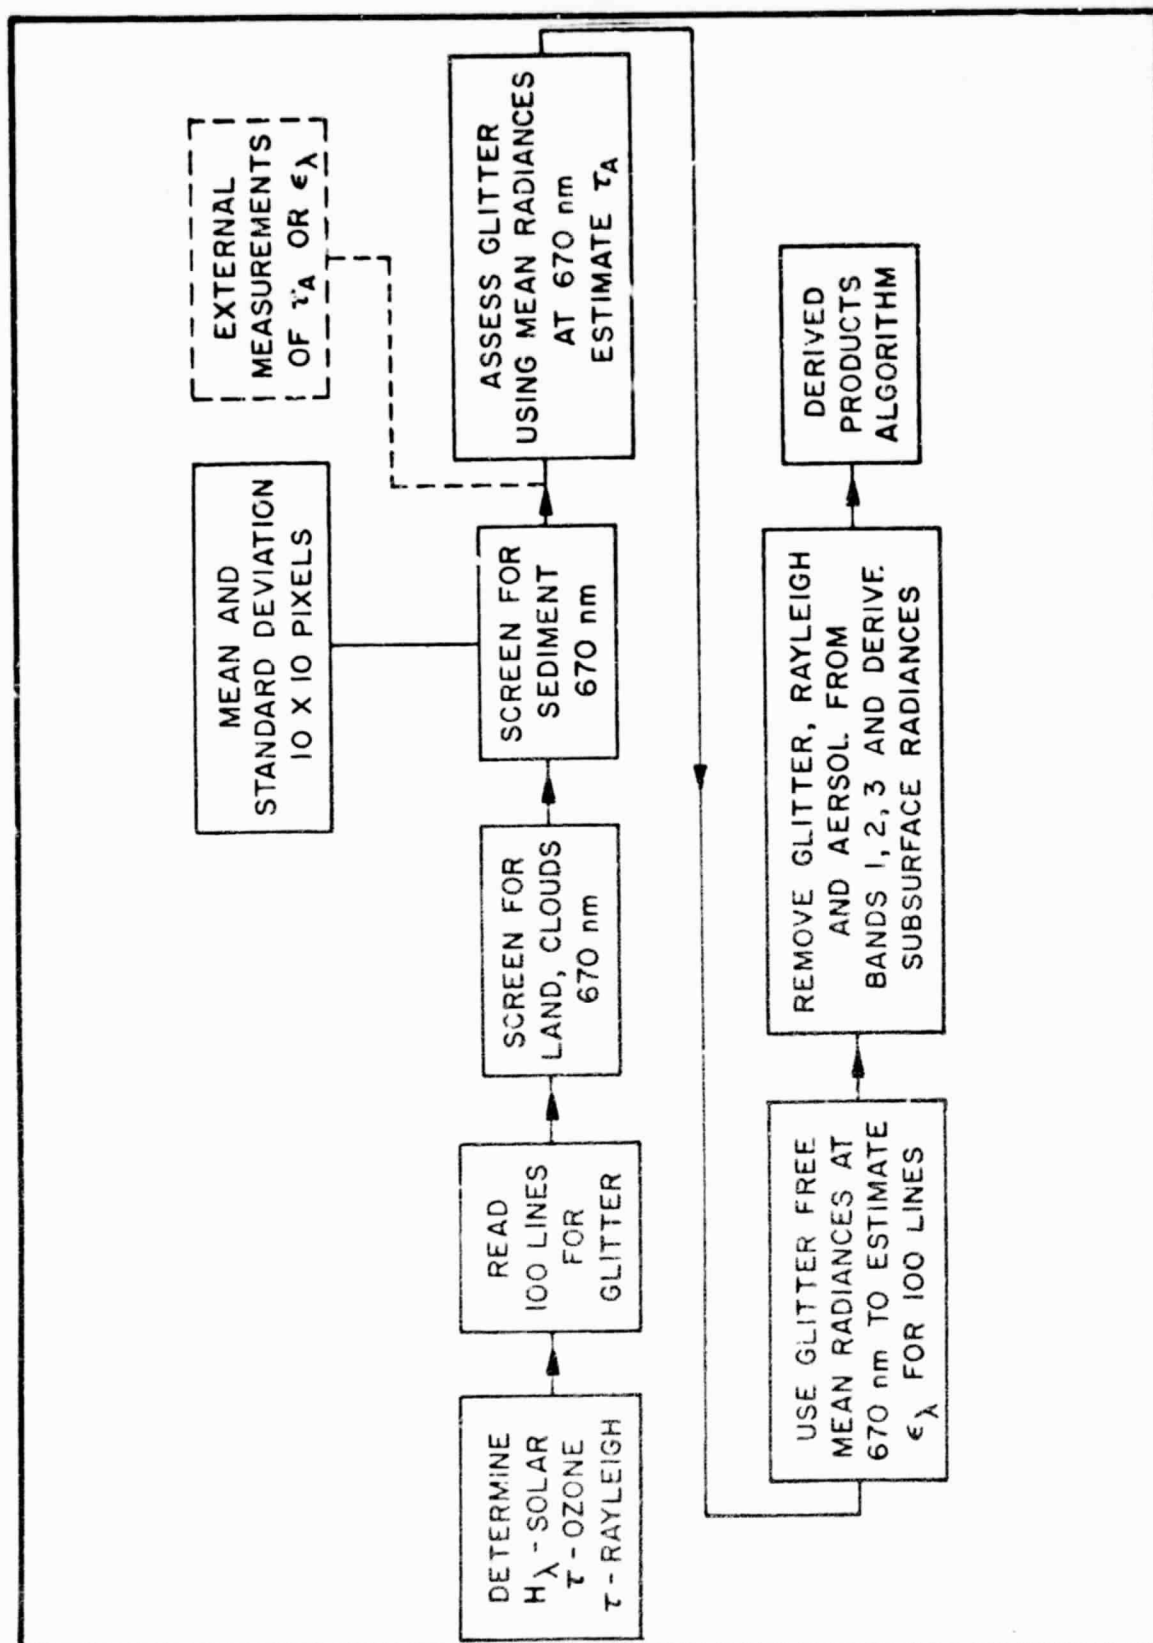 DETERMINE
Hλ - SOLAR
τ - OZONE
τ - RAYLEIGH
READ
100 LINES
FOR
GLITTER
SCREEN FOR
LAND, CLOUDS
670 nm
MEAN AND
STANDARD DEVIATION
10 X 10 PIXELS
SCREEN FOR
SEDIMENT
670 nm
EXTERNAL
MEASUREMENTS
OF τA OR ϵλ
ASSESS GLITTER
USING MEAN RADIANCES
AT 670 nm
ESTIMATE τA
USE GLITTER FREE
MEAN RADIANCES AT
670 nm TO ESTIMATE
ϵλ FOR 100 LINES
REMOVE GLITTER, RAYLEIGH
AND AERSOL FROM
BANDS 1, 2, 3 AND DERIVE.
SUBSURFACE RADIANCES
DERIVED
PRODUCTS
ALGORITHM